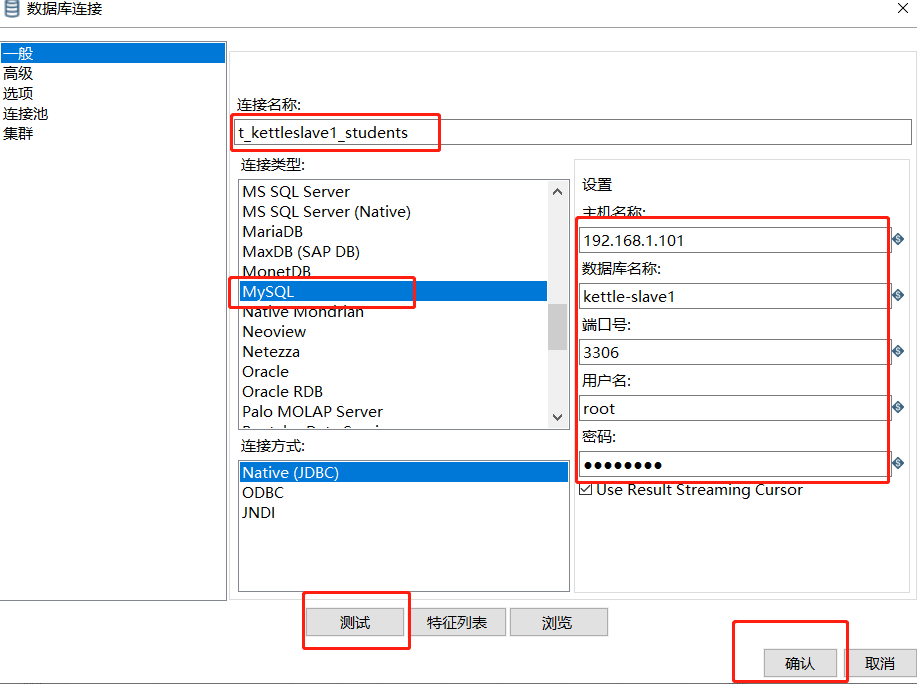 数据库连接
一般
高级
选项
连接池
集群
连接名称:
t_kettleslave1_students
连接类型:
MS SQL Server
MS SQL Server (Native)
MariaDB
MaxDB (SAP DB)
MonetDB
MySQL
Native Mondrian
Neoview
Netezza
Oracle
Oracle RDB
Palo MOLAP Server
连接方式:
Native (JDBC)
ODBC
JNDI
设置
主机名称:
192.168.1.101
数据库名称:
kettle-slave1
端口号:
3306
用户名:
root
密码:
●●●●●●●●
Use Result Streaming Cursor
测试 特征列表 浏览
确认 取消